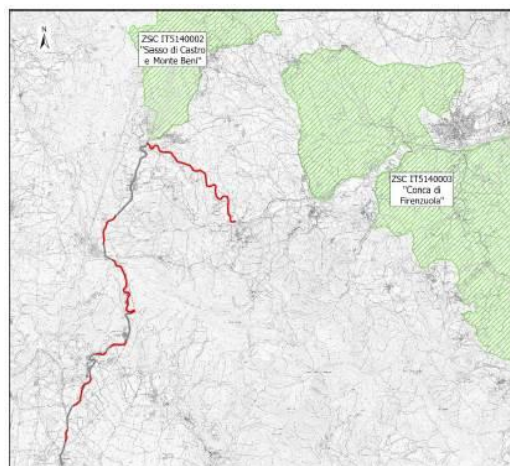 N
ZSC IT5140002
"Sasso di Castro
e Monte Beni"
ZSC IT5140003
"Conca di
Firenzuola"